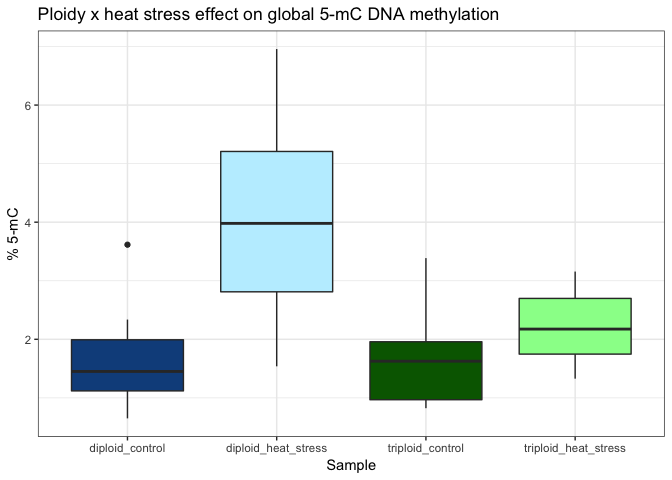 Ploidy x heat stress effect on global 5-mC DNA methylation
% 5-mC
6
4
2
diploid_control
diploid_heat_stress
triploid_control
triploid_heat_stress
Sample